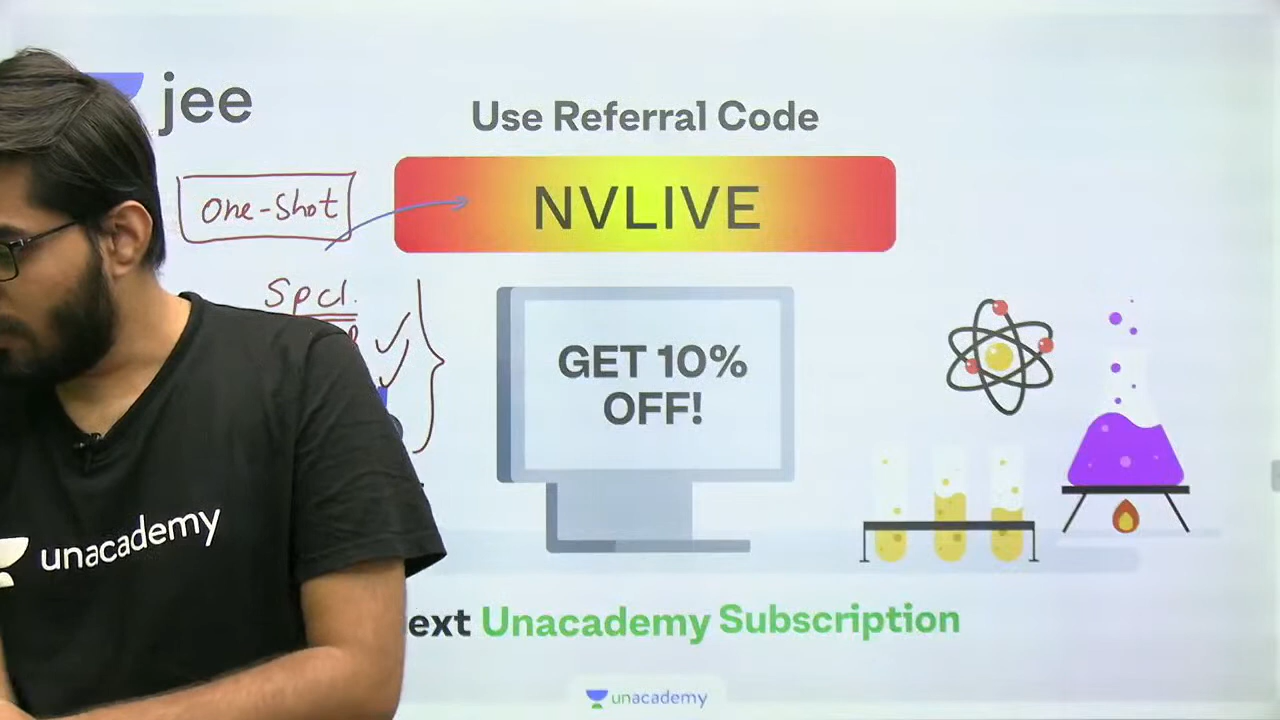 jee
Use Referral Code
NVLIVE
One-Shot
Spcl.
GET 10%
OFF!
unacademy
ext Unacademy Subscription
unacademy